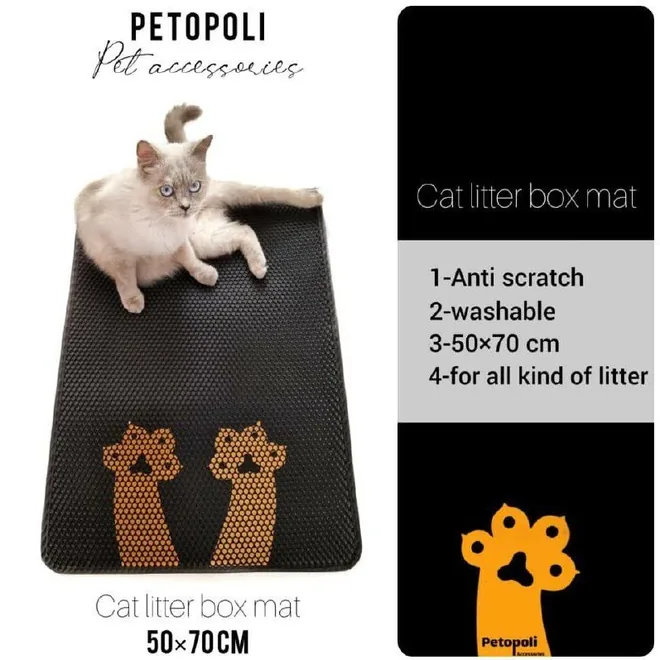 PETOPOLI
Pet accessories
Cat litter box mat
50×70CM
Cat litter box mat
1-Anti scratch
2-washable
3-50×70 cm
4-for all kind of litter
Petopoli
Accessories